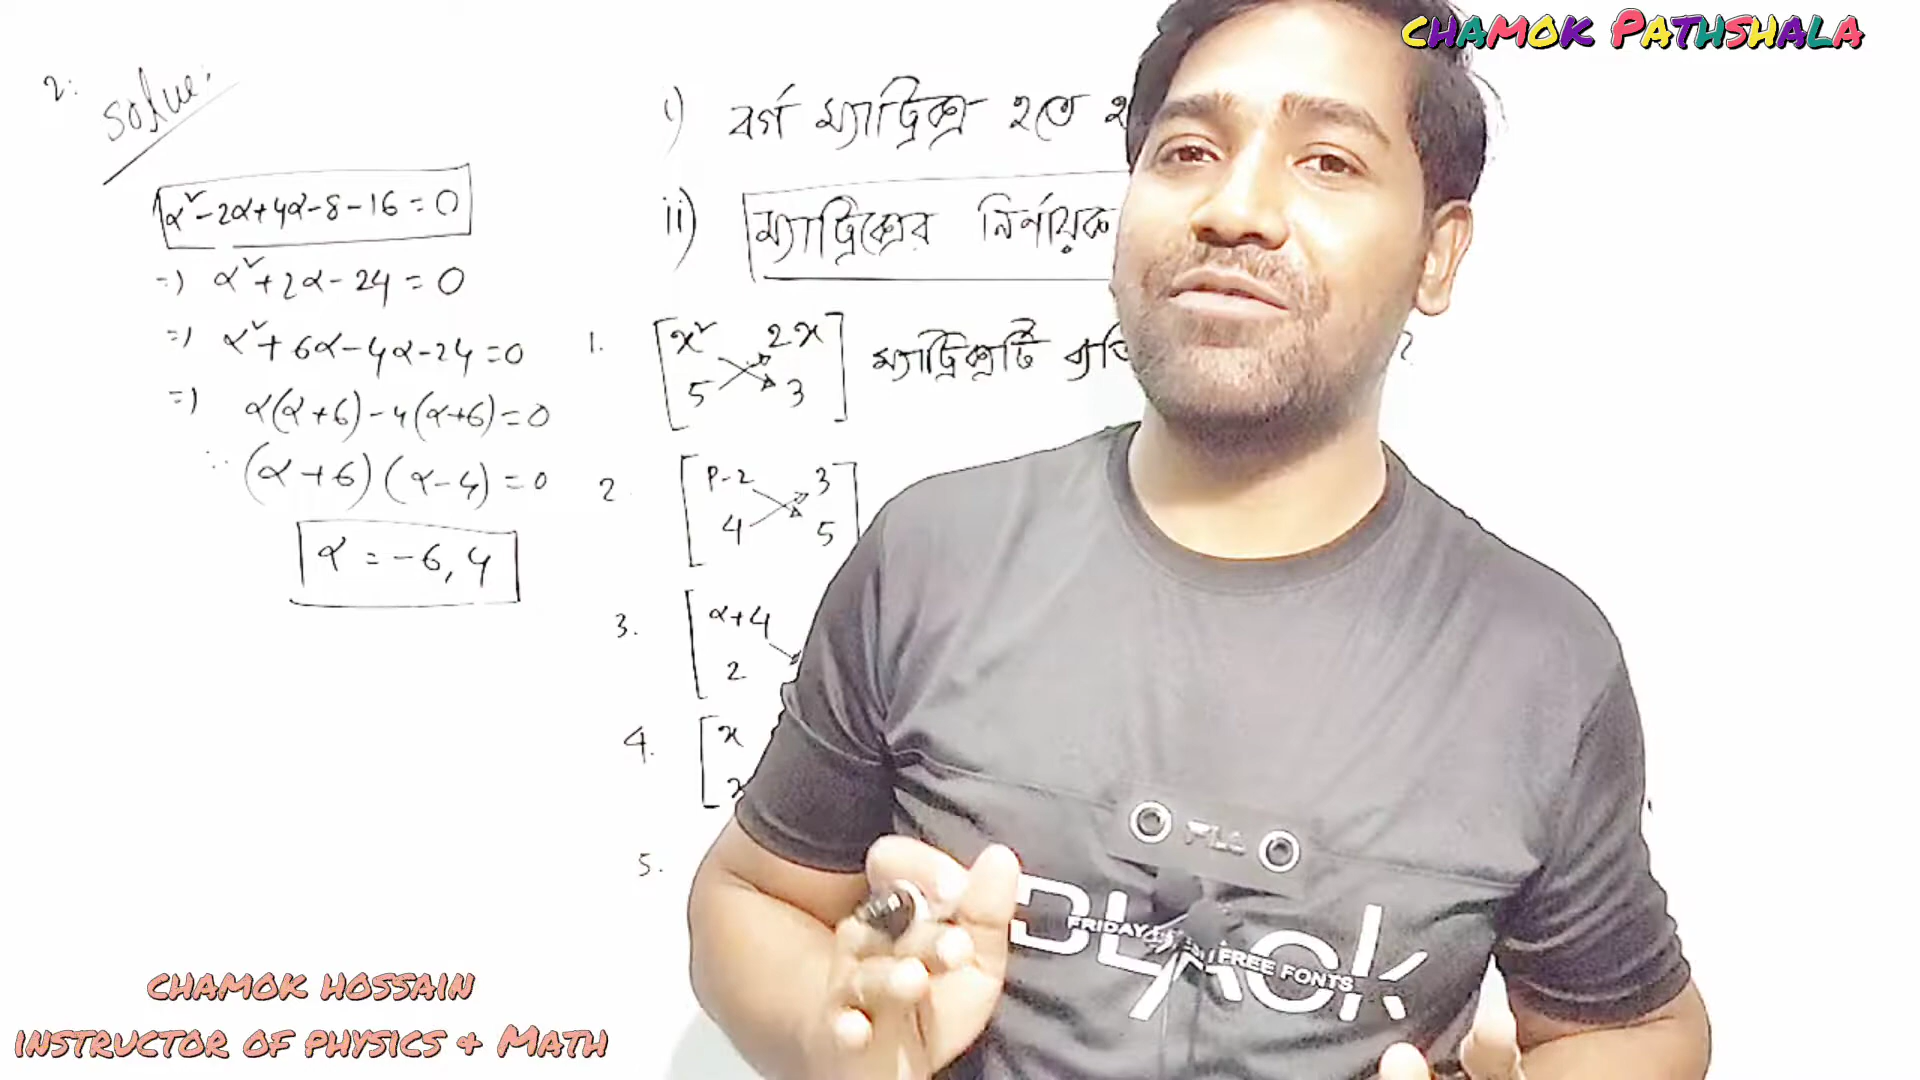 CHAMOK PATHSHALA
2.
Solve:
α²-2α+4α-8-16=0
=) α²+2α-24=0
=) α²+6α-4α-24=0
=) α(α+6)-4(α+6)=0
∴ (α+6)(α-4)=0
α = -6, 4
i) বর্গ ম্যাট্রিক্স হতে
ii) ম্যাট্রিক্সের নির্ণায়ক
1. [x² 2x] ম্যাট্রিক্সটি ?
5 3
2. [P-2 3]
4 5
3. [α+4
2
4. [x
5.
FILA
BLACK
FRIDAY
FREE FONTS
CHAMOK HOSSAIN
INSTRUCTOR OF PHYSICS & MATH